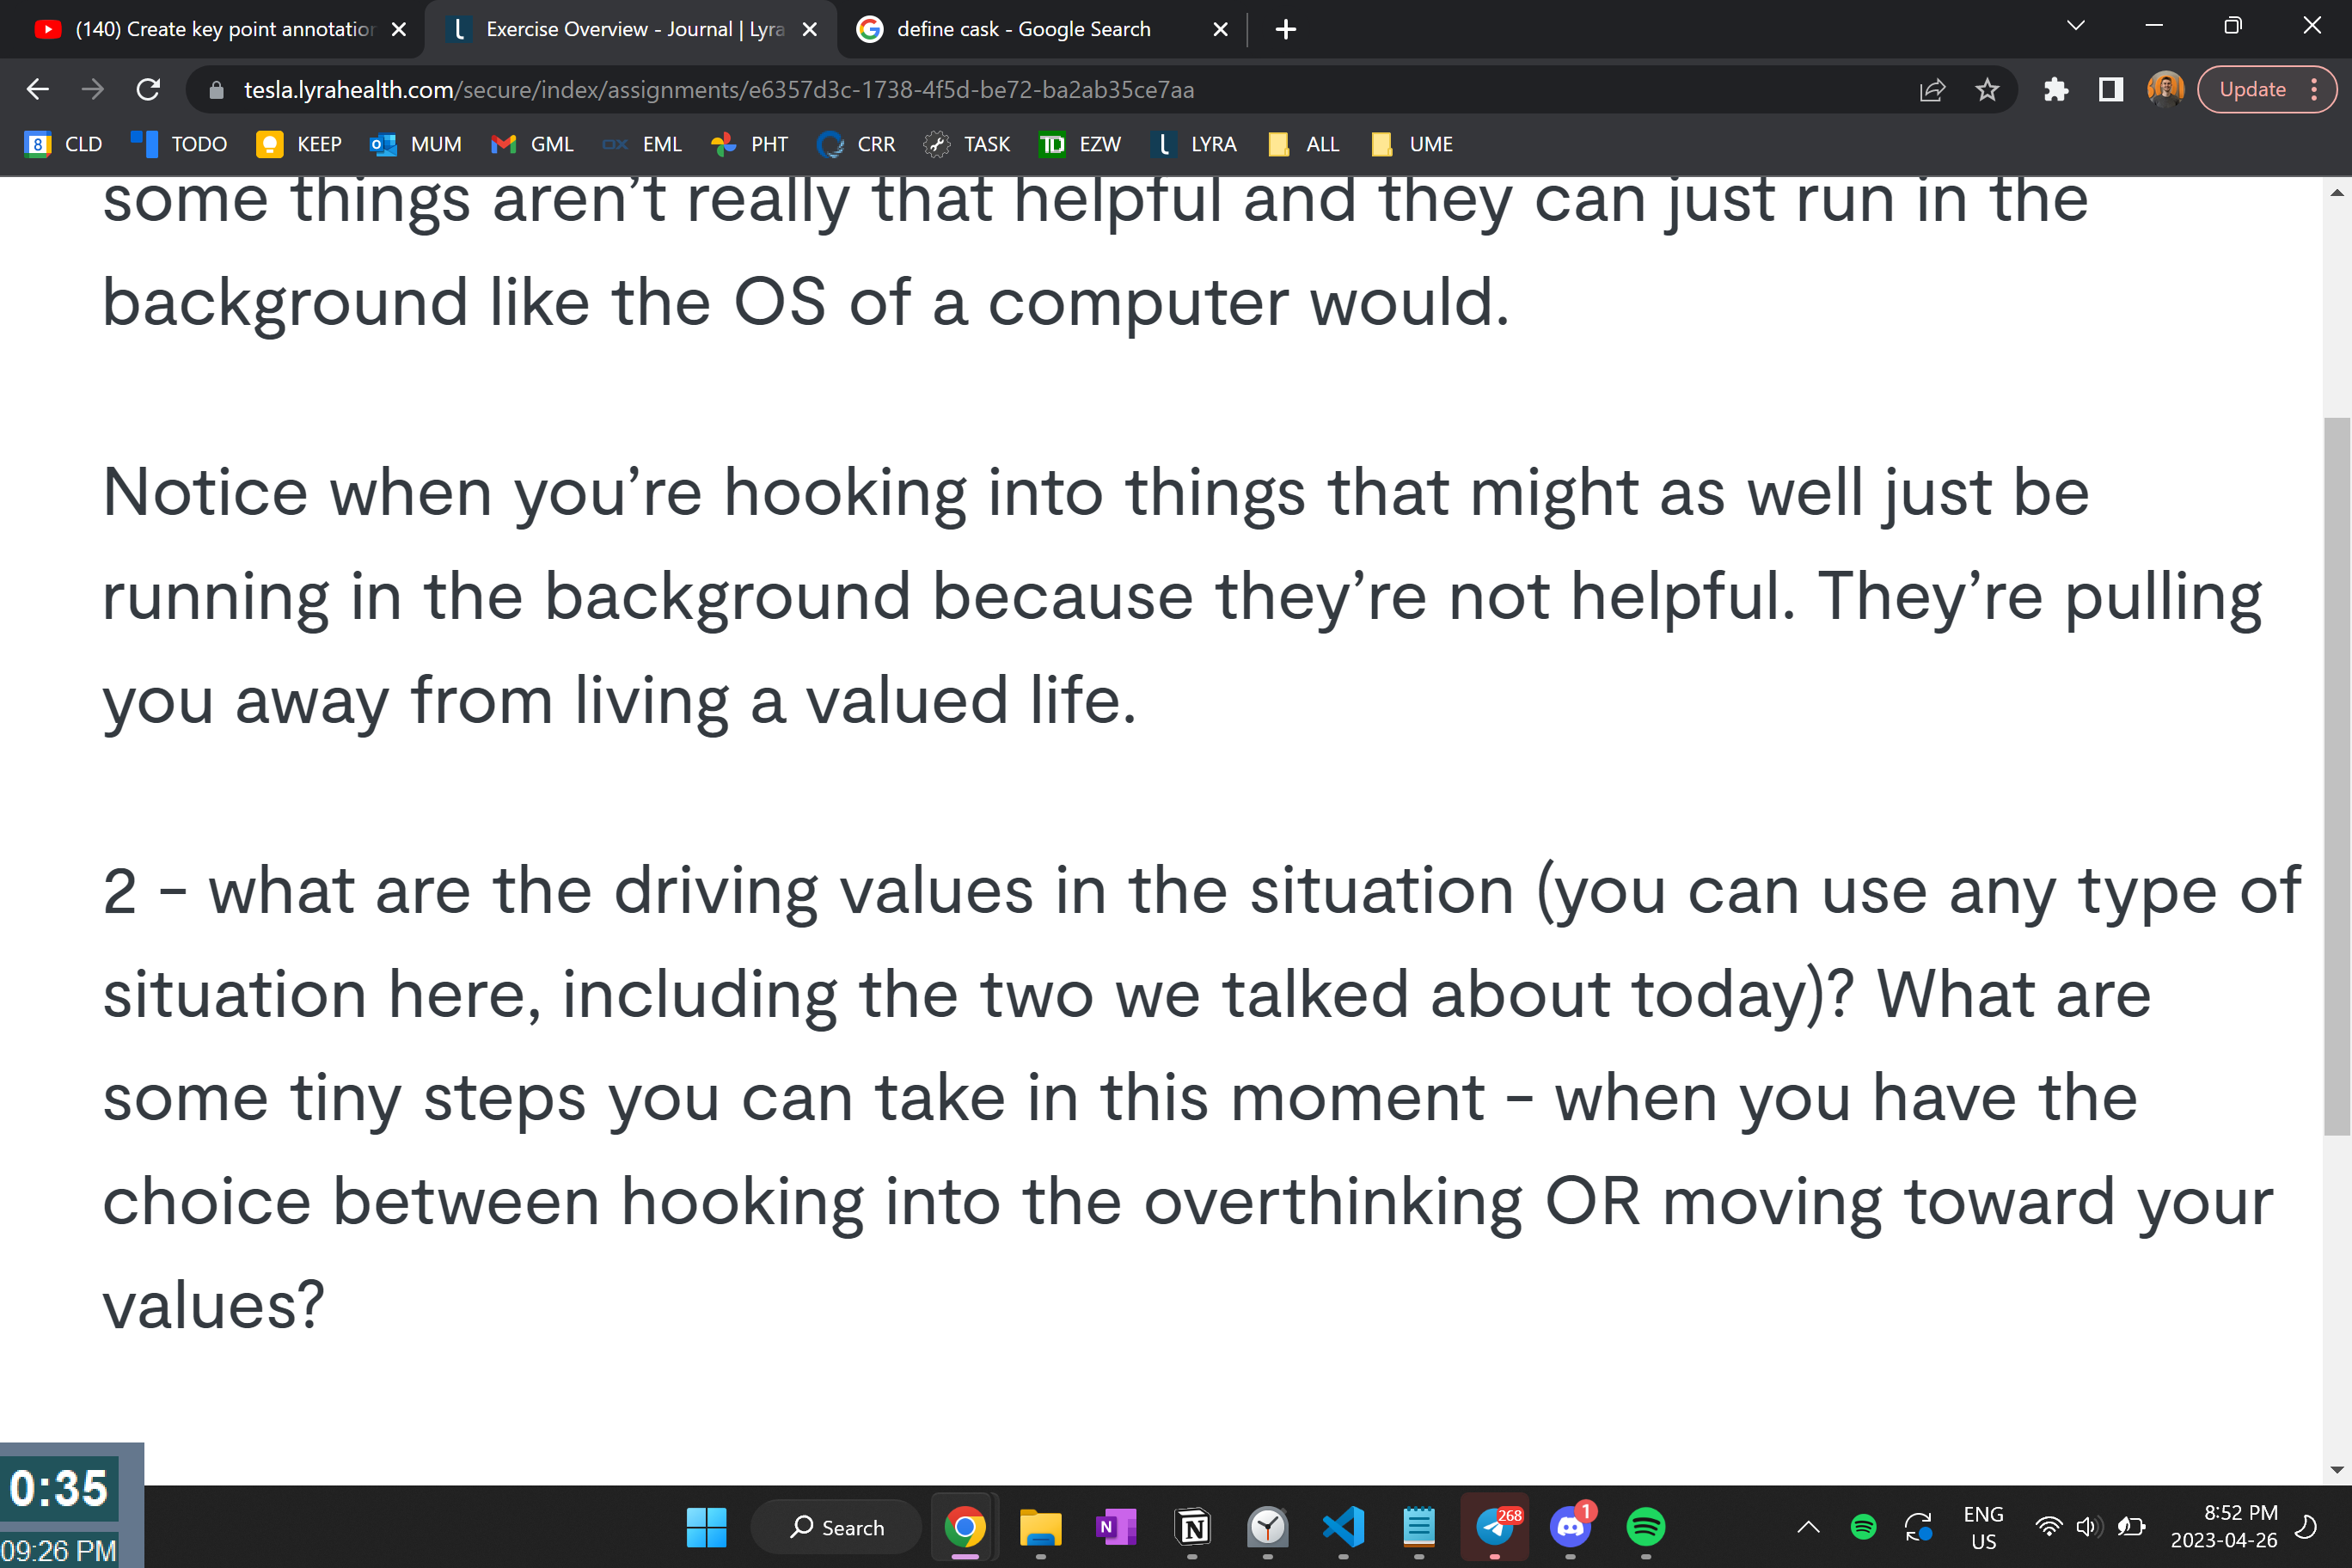 (140) Create key point annotation
Exercise Overview - Journal | Lyra
define cask - Google Search
tesla.lyrahealth.com/secure/index/assignments/e6357d3c-1738-4f5d-be72-ba2ab35ce7aa
Update
8 CLD TODO KEEP MUM GML DX EML PHT CRR TASK TD EZW LYRA ALL UME
some things aren’t really that helpful and they can just run in the
background like the OS of a computer would.
Notice when you’re hooking into things that might as well just be
running in the background because they’re not helpful. They’re pulling
you away from living a valued life.
2 – what are the driving values in the situation (you can use any type of
situation here, including the two we talked about today)? What are
some tiny steps you can take in this moment – when you have the
choice between hooking into the overthinking OR moving toward your
values?
0:35
09:26 PM
Search
N
N
268
1
ENG
US
8:52 PM
2023-04-26